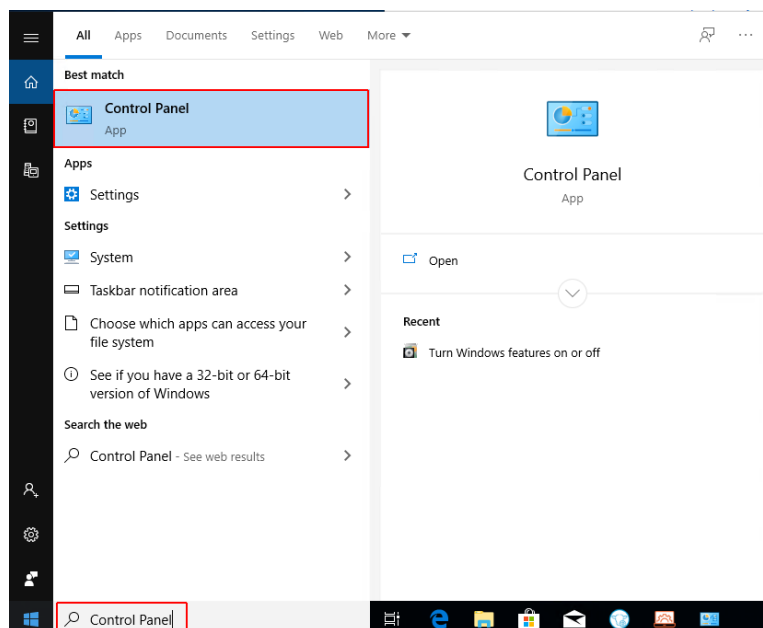 All Apps Documents Settings Web More
Best match
Control Panel
App
Apps
Settings
Settings
System
Taskbar notification area
Choose which apps can access your
file system
See if you have a 32-bit or 64-bit
version of Windows
Search the web
Control Panel - See web results
Control Panel
App
Open
Recent
Turn Windows features on or off
Control Panel